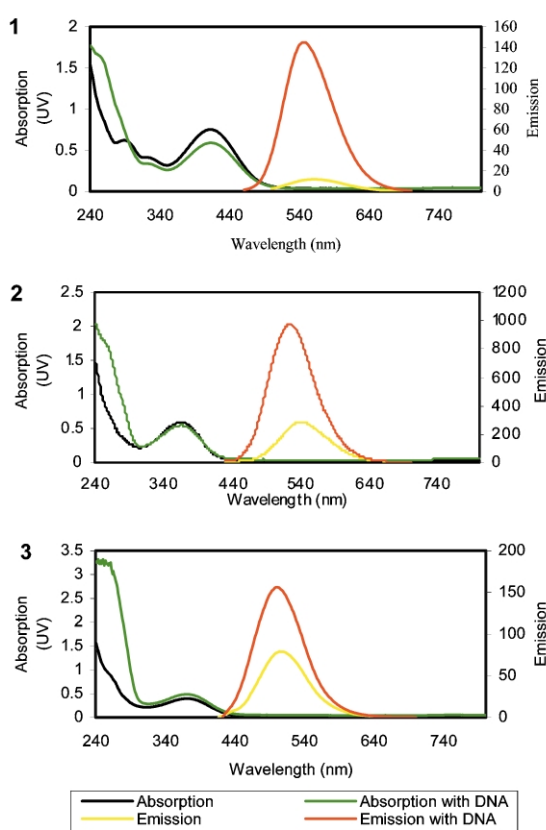 1
2
1.5
1
0.5
0
Absorption
(UV)
160
140
120
100
80
60
40
20
0
Emission
240 340 440 540 640 740
Wavelength (nm)
2
2.5
2
1.5
1
0.5
0
Absorption
(UV)
1200
1000
800
600
400
200
0
Emission
240 340 440 540 640 740
Wavelength (nm)
3
3.5
3
2.5
2
1.5
1
0.5
0
Absorption
(UV)
200
150
100
50
0
Emission
240 340 440 540 640 740
Wavelength (nm)
Absorption Absorption with DNA
Emission Emission with DNA